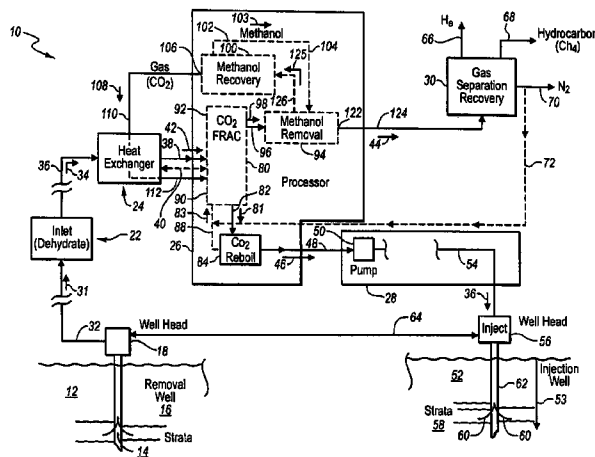 10
103
Methanol
102
100
104
106
Gas
(CO2)
Methanol
Recovery
125
126
108
110
98
122
124
92
42
38
CO2
FRAC
Methanol
Removal
96
94
80
44
36
34
Heat
Exchanger
24
112
40
90
82
Processor
83
81
88
26
Co2
Reboil
84
46
48
50
Pump
54
28
Inlet
(Dehydrate)
22
31
32
Well Head
18
64
36
Well Head
Inject
56
12
Removal
Well
16
Strata
14
52
62
Injection
Well
53
Strata
58
60
60
He
66
68
Hydrocarbon
(Ch4)
30
Gas
Separation
Recovery
N2
70
72